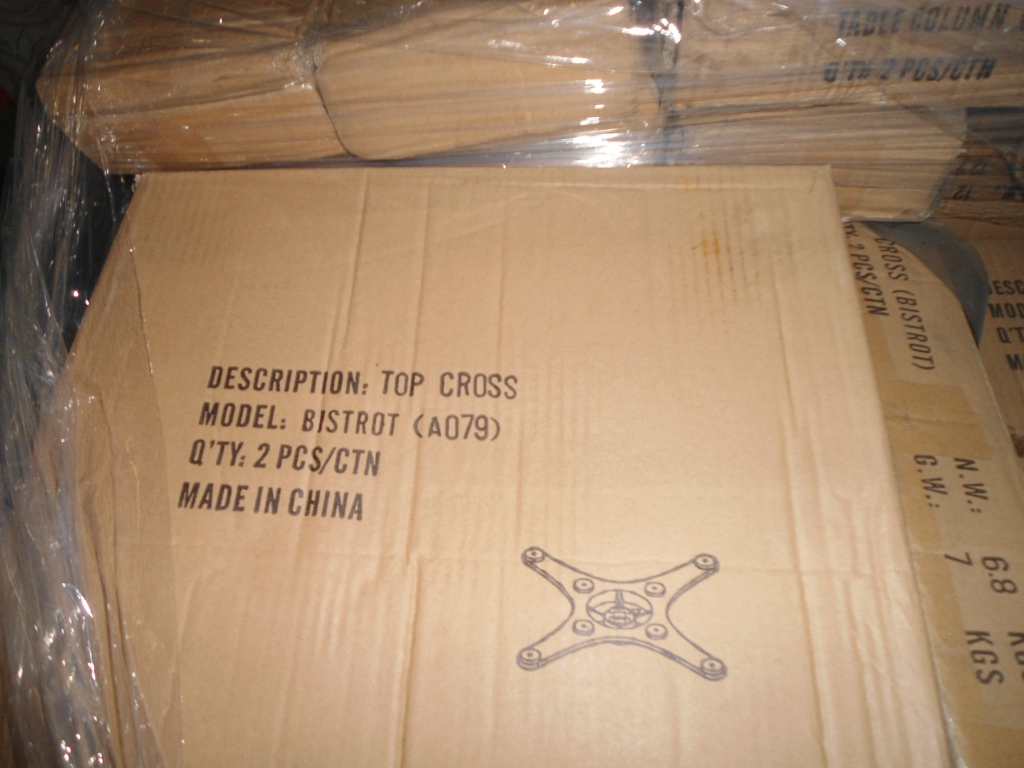 TABLE COLUMN
Q'TY: 2 PCS/CTN
DESCRIPTION: TOP CROSS
MODEL: BISTROT (A079)
Q'TY: 2 PCS/CTN
MADE IN CHINA
CROSS (BISTROT)
2 PCS/CTN
N.W.: 6.8 KGS
G.W.: 7 KGS